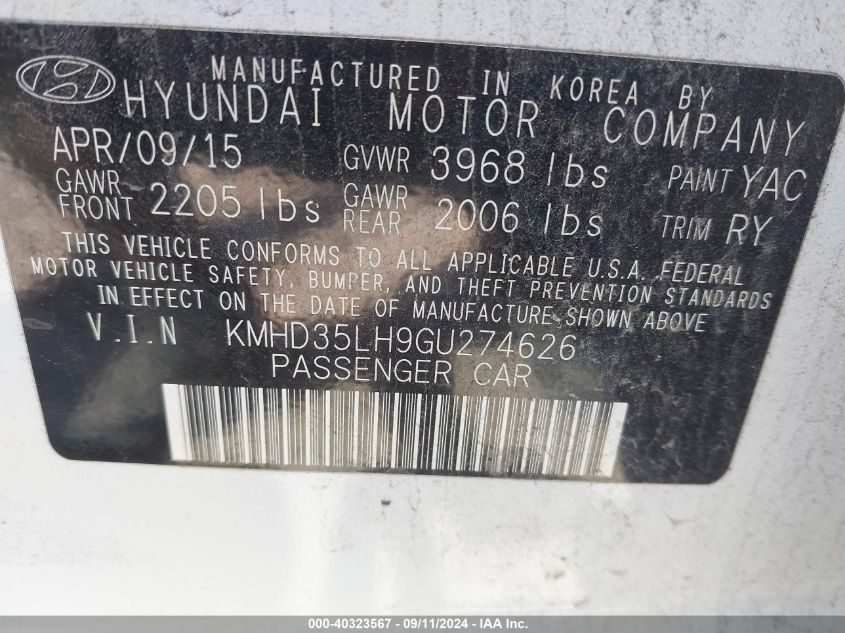 MANUFACTURED IN KOREA BY
HYUNDAI MOTOR COMPANY
APR/09/15 GVWR 3968 lbs PAINT YAC
GAWR FRONT 2205 lbs GAWR REAR 2006 lbs TRIM RY
THIS VEHICLE CONFORMS TO ALL APPLICABLE U.S.A. FEDERAL
MOTOR VEHICLE SAFETY, BUMPER, AND THEFT PREVENTION STANDARDS
IN EFFECT ON THE DATE OF MANUFACTURE SHOWN ABOVE
V.I.N KMHD35LH9GU274626
PASSENGER CAR
000-40323567 - 09/11/2024 - IAA Inc.